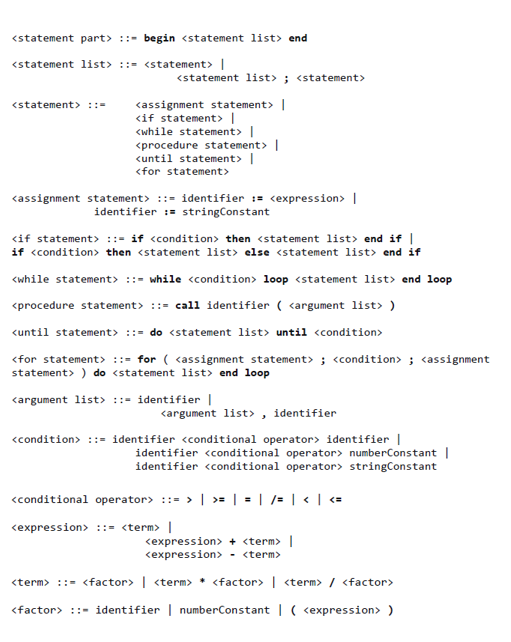 <statement part> ::= begin <statement list> end
<statement list> ::= <statement> |
<statement list> ; <statement>
<statement> ::= <assignment statement> |
<if statement> |
<while statement> |
<procedure statement> |
<until statement> |
<for statement>
<assignment statement> ::= identifier := <expression> |
identifier := stringConstant
<if statement> ::= if <condition> then <statement list> end if |
if <condition> then <statement list> else <statement list> end if
<while statement> ::= while <condition> loop <statement list> end loop
<procedure statement> ::= call identifier ( <argument list> )
<until statement> ::= do <statement list> until <condition>
<for statement> ::= for ( <assignment statement> ; <condition> ; <assignment
statement> ) do <statement list> end loop
<argument list> ::= identifier |
<argument list> , identifier
<condition> ::= identifier <conditional operator> identifier |
identifier <conditional operator> numberConstant |
identifier <conditional operator> stringConstant
<conditional operator> ::= > | >= | = | /= | < | <=
<expression> ::= <term> |
<expression> + <term> |
<expression> - <term>
<term> ::= <factor> | <term> * <factor> | <term> / <factor>
<factor> ::= identifier | numberConstant | ( <expression> )